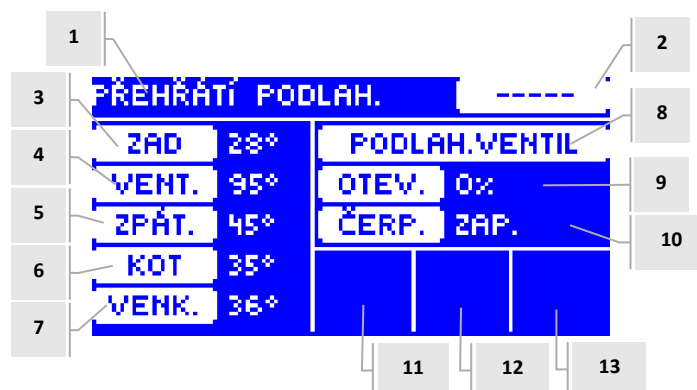 1
2
PŘEHŘÁTÍ PODLAH. -----
3
ZAD 28°
PODLAH.VENTIL
8
4
VENT. 95°
OTEV. 0%
9
5
ZPÁT. 45°
ČERP. ZAP.
10
6
KOT 35°
7
VENK. 36°
11
12
13